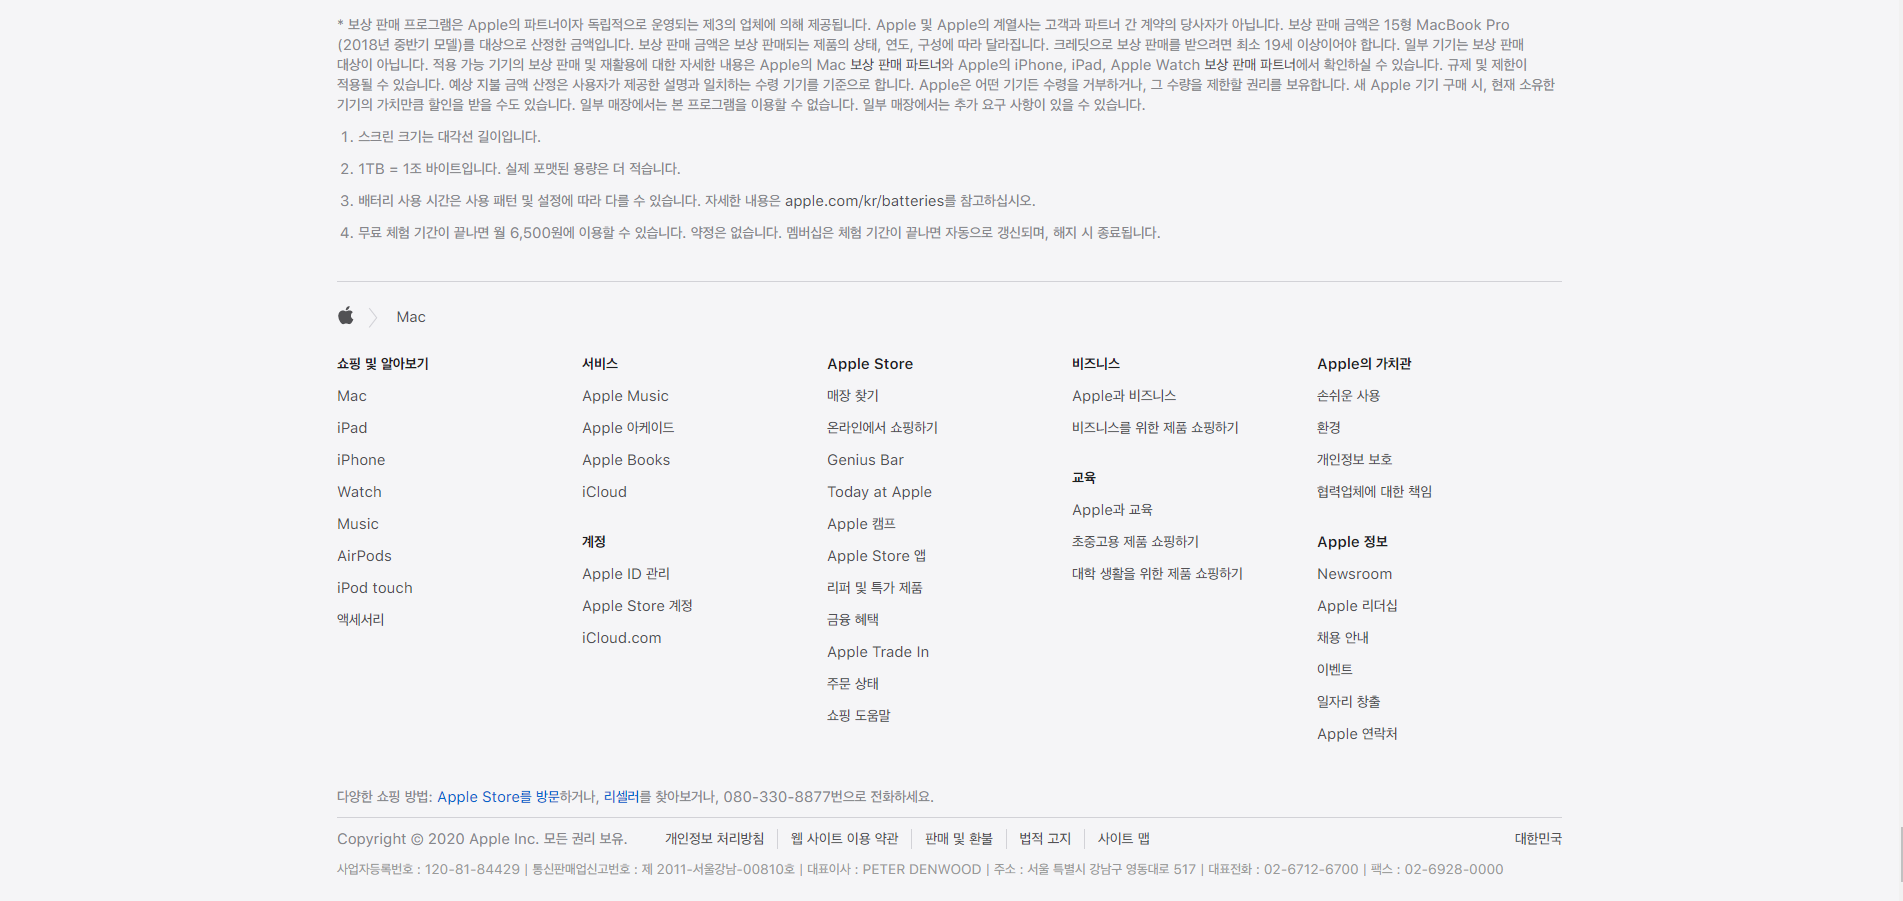 * 보상 판매 프로그램은 Apple의 파트너이자 독립적으로 운영되는 제3의 업체에 의해 제공됩니다. Apple 및 Apple의 계열사는 고객과 파트너 간 계약의 당사자가 아닙니다. 보상 판매 금액은 15형 MacBook Pro
(2018년 중반기 모델)를 대상으로 산정한 금액입니다. 보상 판매 금액은 보상 판매되는 제품의 상태, 연도, 구성에 따라 달라집니다. 크레딧으로 보상 판매를 받으려면 최소 19세 이상이어야 합니다. 일부 기기는 보상 판매
대상이 아닙니다. 적용 가능 기기의 보상 판매 및 재활용에 대한 자세한 내용은 Apple의 Mac 보상 판매 파트너와 Apple의 iPhone, iPad, Apple Watch 보상 판매 파트너에서 확인하실 수 있습니다. 규제 및 제한이
적용될 수 있습니다. 예상 지불 금액 산정은 사용자가 제공한 설명과 일치하는 수령 기기를 기준으로 합니다. Apple은 어떤 기기든 수령을 거부하거나, 그 수량을 제한할 권리를 보유합니다. 새 Apple 기기 구매 시, 현재 소유한
기기의 가치만큼 할인을 받을 수도 있습니다. 일부 매장에서는 본 프로그램을 이용할 수 없습니다. 일부 매장에서는 추가 요구 사항이 있을 수 있습니다.
1. 스크린 크기는 대각선 길이입니다.
2. 1TB = 1조 바이트입니다. 실제 포맷된 용량은 더 적습니다.
3. 배터리 사용 시간은 사용 패턴 및 설정에 따라 다를 수 있습니다. 자세한 내용은 apple.com/kr/batteries를 참고하십시오.
4. 무료 체험 기간이 끝나면 월 6,500원에 이용할 수 있습니다. 약정은 없습니다. 멤버십은 체험 기간이 끝나면 자동으로 갱신되며, 해지 시 종료됩니다.
Mac
쇼핑 및 알아보기
Mac
iPad
iPhone
Watch
Music
AirPods
iPod touch
액세서리
서비스
Apple Music
Apple 아케이드
Apple Books
iCloud
계정
Apple ID 관리
Apple Store 계정
iCloud.com
Apple Store
매장 찾기
온라인에서 쇼핑하기
Genius Bar
Today at Apple
Apple 캠프
Apple Store 앱
리퍼 및 특가 제품
금융 혜택
Apple Trade In
주문 상태
쇼핑 도움말
비즈니스
Apple과 비즈니스
비즈니스를 위한 제품 쇼핑하기
교육
Apple과 교육
초중고용 제품 쇼핑하기
대학 생활을 위한 제품 쇼핑하기
Apple의 가치관
손쉬운 사용
환경
개인정보 보호
협력업체에 대한 책임
Apple 정보
Newsroom
Apple 리더십
채용 안내
이벤트
일자리 창출
Apple 연락처
다양한 쇼핑 방법: Apple Store를 방문하거나, 리셀러를 찾아보거나, 080-330-8877번으로 전화하세요.
Copyright © 2020 Apple Inc. 모든 권리 보유. 개인정보 처리방침 웹 사이트 이용 약관 판매 및 환불 법적 고지 사이트 맵 대한민국
사업자등록번호 : 120-81-84429 | 통신판매업신고번호 : 제 2011-서울강남-00810호 | 대표이사 : PETER DENWOOD | 주소 : 서울 특별시 강남구 영동대로 517 | 대표전화 : 02-6712-6700 | 팩스 : 02-6928-0000